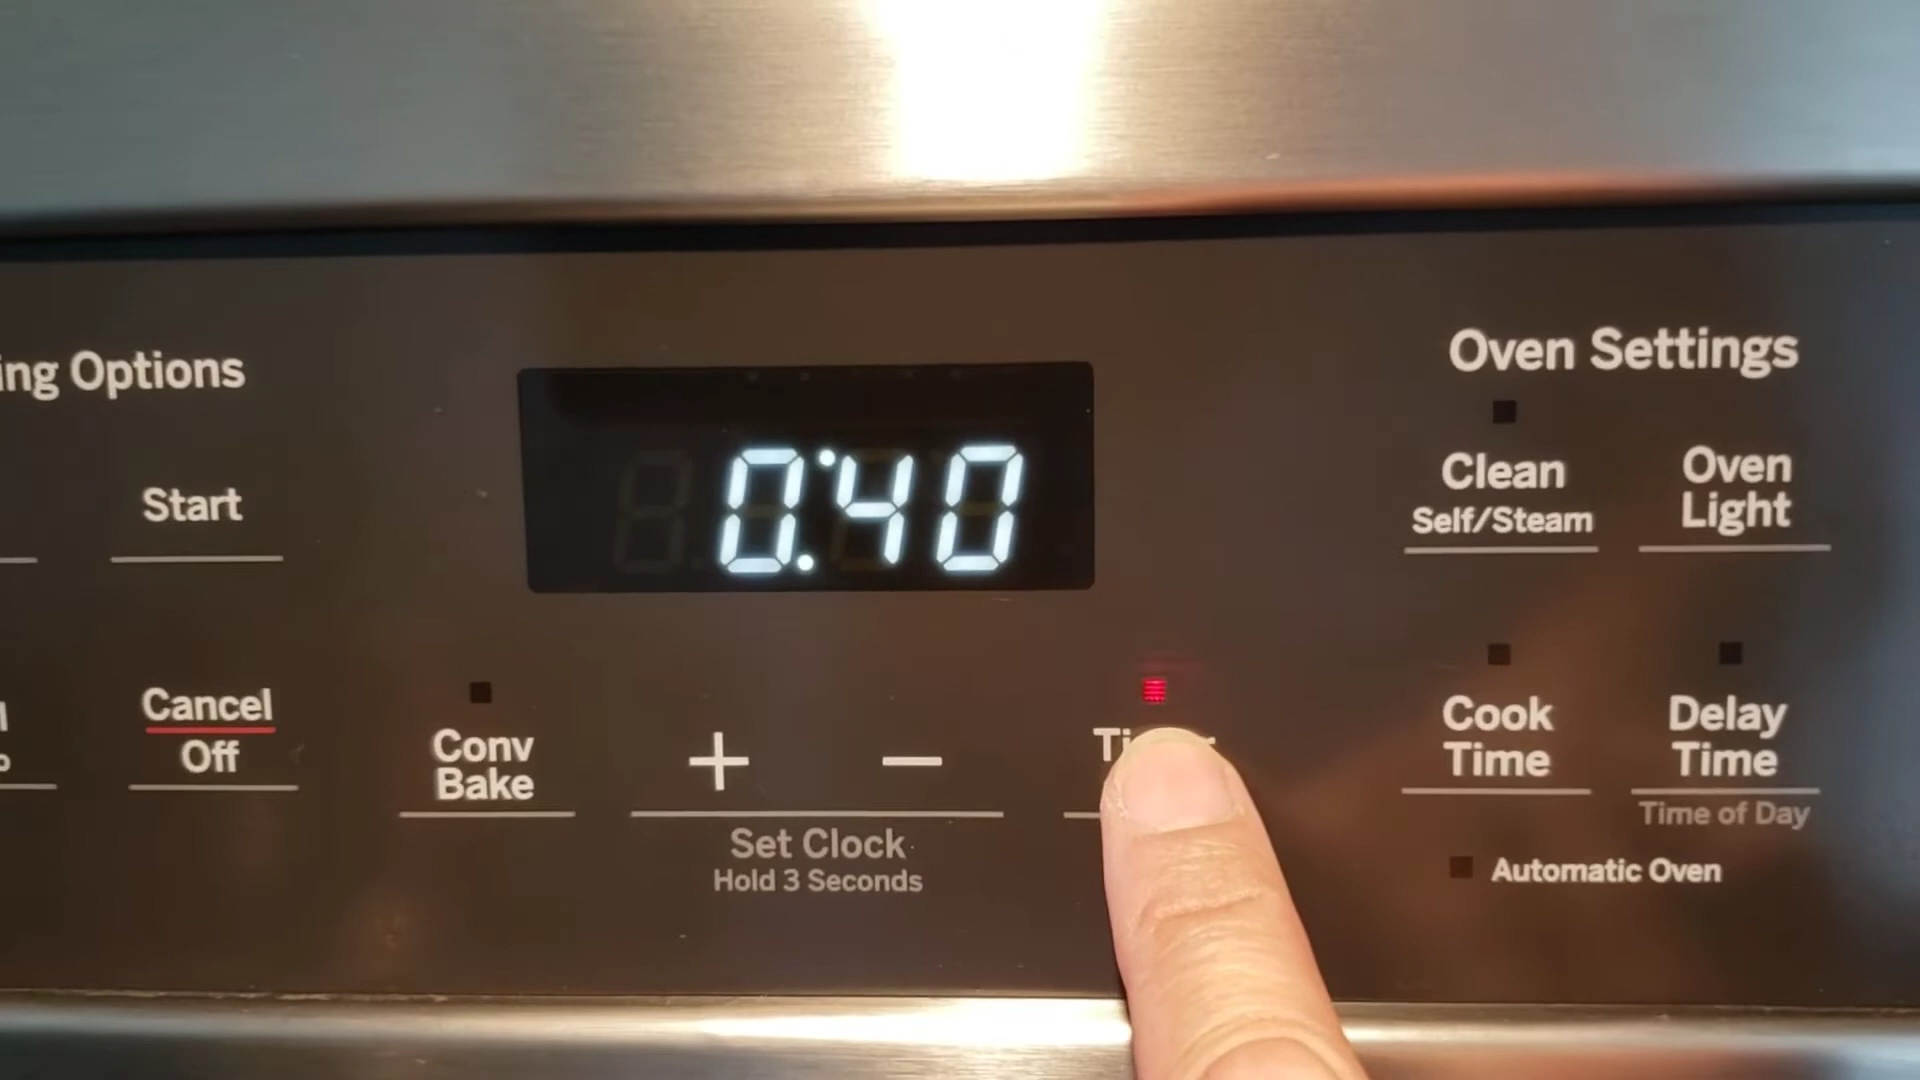 ing Options
Oven Settings
Start
0:40
Clean
Self/Steam
Oven
Light
Cancel
Off
Conv
Bake
+
−
Cook
Time
Delay
Time
Time of Day
Set Clock
Hold 3 Seconds
Automatic Oven